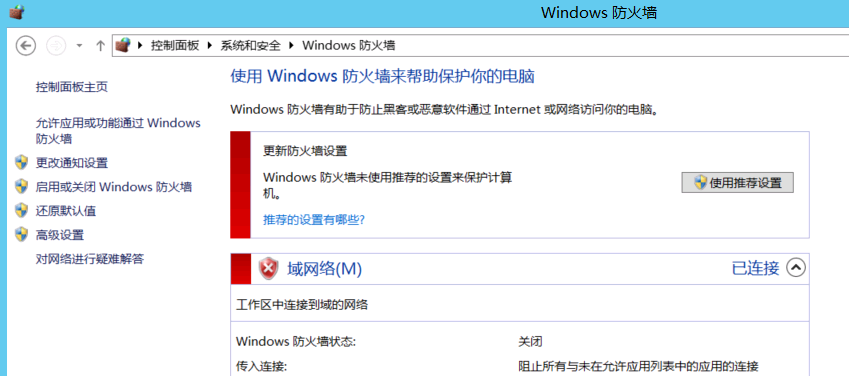 Windows 防火墙
控制面板 系统和安全 Windows 防火墙
控制面板主页
允许应用或功能通过 Windows
防火墙
更改通知设置
启用或关闭 Windows 防火墙
还原默认值
高级设置
对网络进行疑难解答
使用 Windows 防火墙来帮助保护你的电脑
Windows 防火墙有助于防止黑客或恶意软件通过 Internet 或网络访问你的电脑。
更新防火墙设置
Windows 防火墙未使用推荐的设置来保护计算
机。
使用推荐设置
推荐的设置有哪些?
域网络(M) 已连接
工作区中连接到域的网络
Windows 防火墙状态: 关闭
传入连接: 阻止所有与未在允许应用列表中的应用的连接